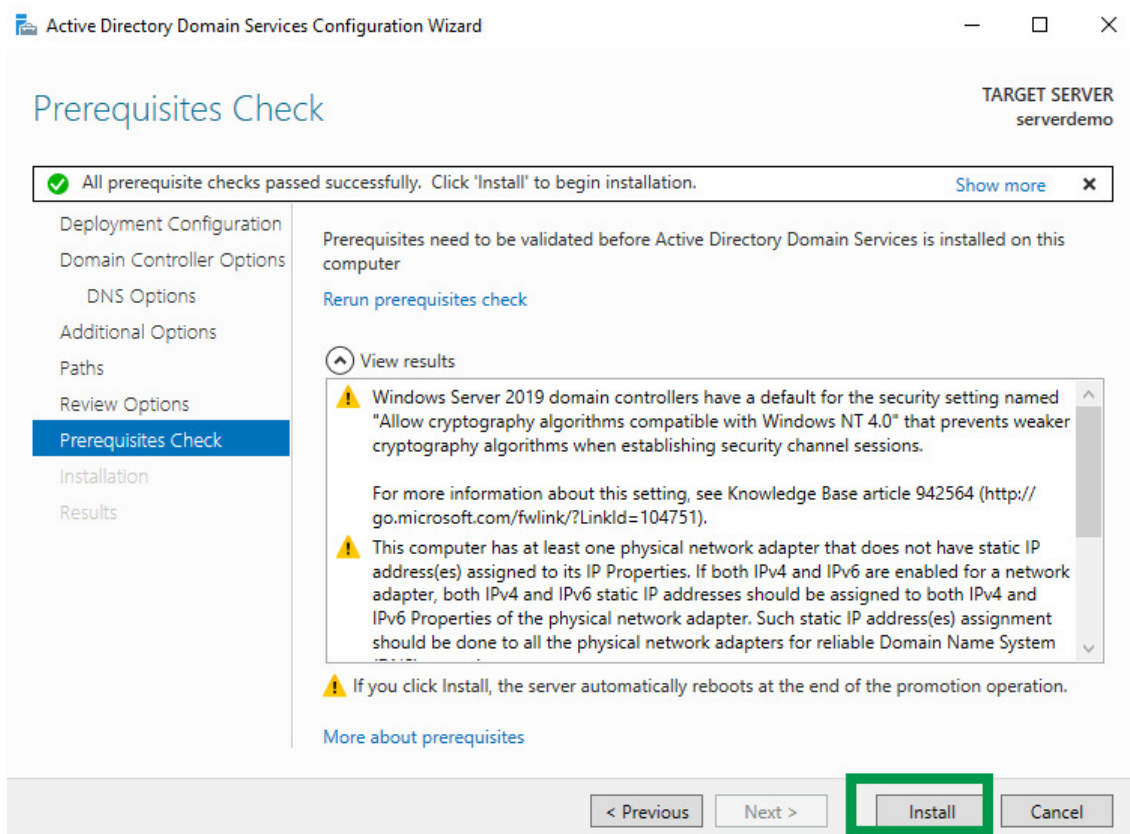 Active Directory Domain Services Configuration Wizard
Prerequisites Check
TARGET SERVER
serverdemo
All prerequisite checks passed successfully. Click 'Install' to begin installation.
Show more
Deployment Configuration
Domain Controller Options
DNS Options
Additional Options
Paths
Review Options
Prerequisites Check
Installation
Results
Prerequisites need to be validated before Active Directory Domain Services is installed on this
computer
Rerun prerequisites check
View results
Windows Server 2019 domain controllers have a default for the security setting named
"Allow cryptography algorithms compatible with Windows NT 4.0" that prevents weaker
cryptography algorithms when establishing security channel sessions.
For more information about this setting, see Knowledge Base article 942564 (http://
go.microsoft.com/fwlink/?LinkId=104751).
This computer has at least one physical network adapter that does not have static IP
address(es) assigned to its IP Properties. If both IPv4 and IPv6 are enabled for a network
adapter, both IPv4 and IPv6 static IP addresses should be assigned to both IPv4 and
IPv6 Properties of the physical network adapter. Such static IP address(es) assignment
should be done to all the physical network adapters for reliable Domain Name System
If you click Install, the server automatically reboots at the end of the promotion operation.
More about prerequisites
< Previous
Next >
Install
Cancel